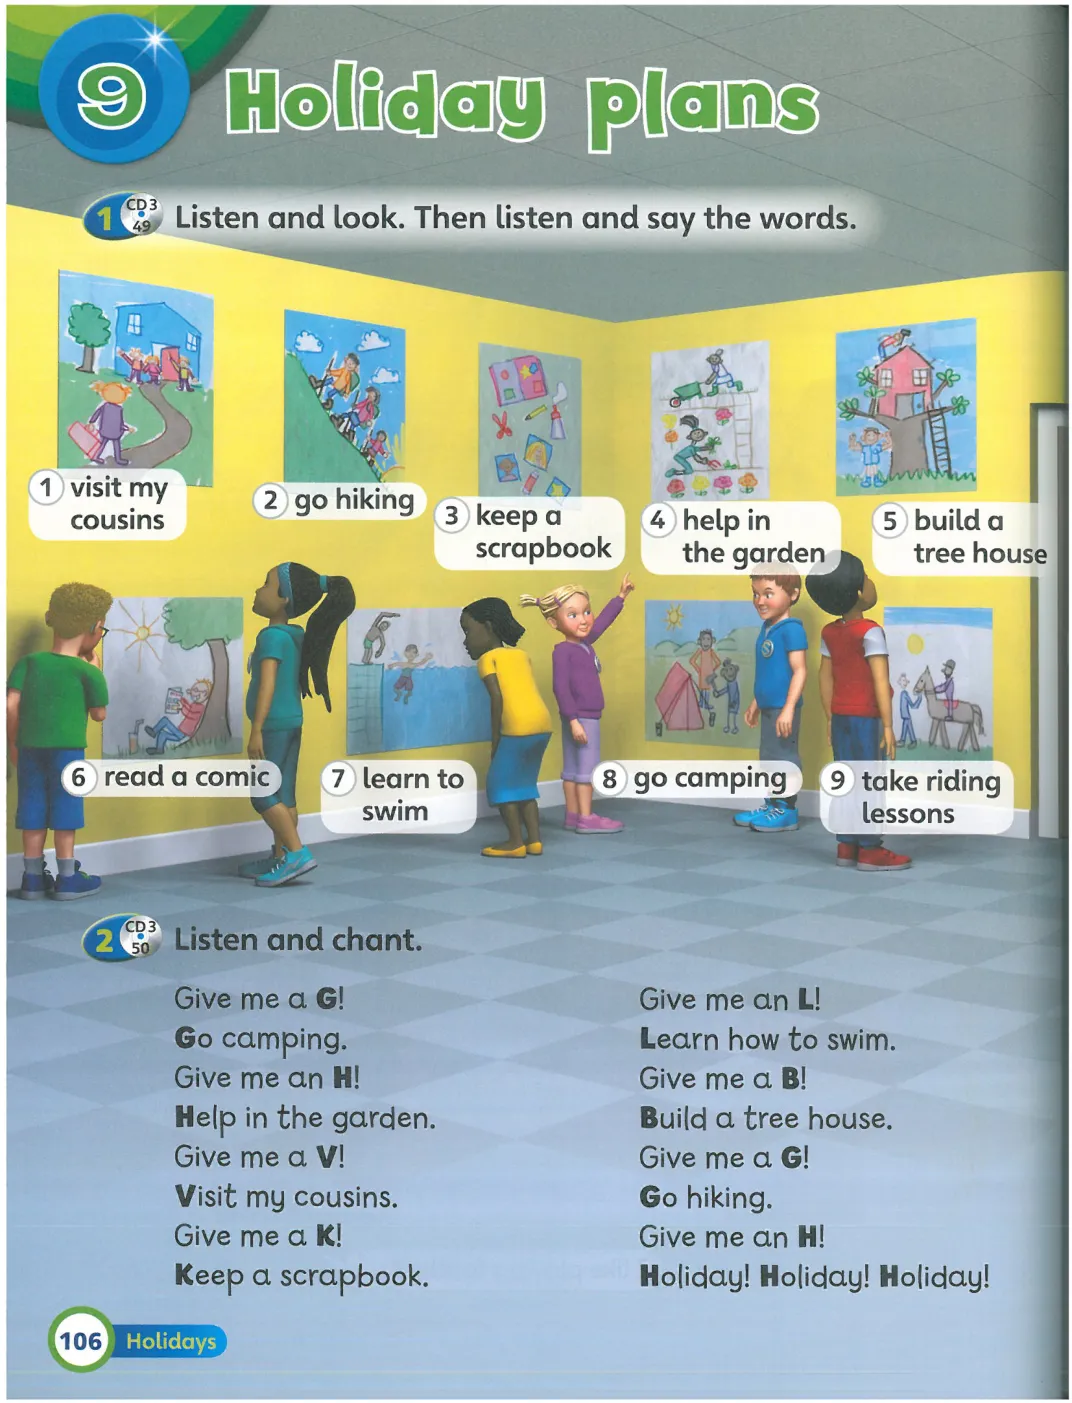 9 Holiday plans
1 CD3 49 Listen and look. Then listen and say the words.
1 visit my
cousins
2 go hiking
3 keep a
scrapbook
4 help in
the garden
5 build a
tree house
6 read a comic
7 learn to
swim
8 go camping
9 take riding
lessons
2 CD3 50 Listen and chant.
Give me a G!
Go camping.
Give me an H!
Help in the garden.
Give me a V!
Visit my cousins.
Give me a K!
Keep a scrapbook.
Give me an L!
Learn how to swim.
Give me a B!
Build a tree house.
Give me a G!
Go hiking.
Give me an H!
Holiday! Holiday! Holiday!
106 Holidays